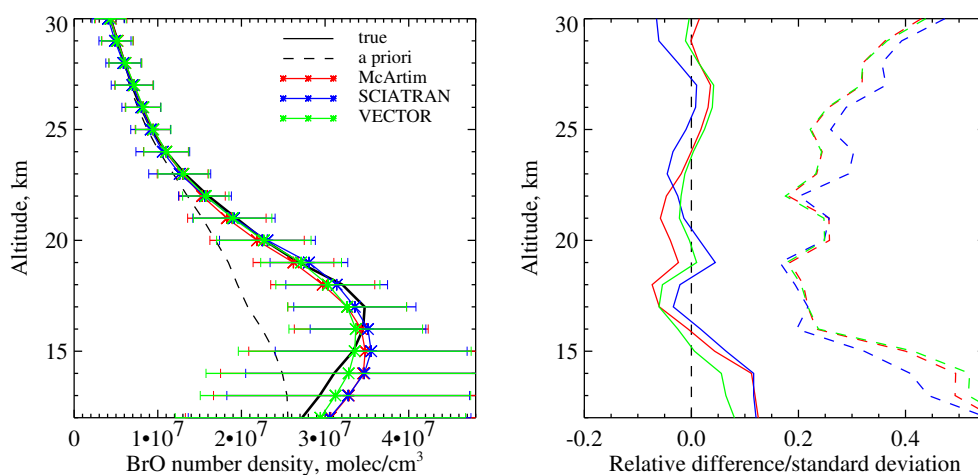 30
25
20
15
Altitude, km
0
1•10⁷
2•10⁷
3•10⁷
4•10⁷
BrO number density, molec/cm³
true
a priori
McArtim
SCIATRAN
VECTOR
30
25
20
15
Altitude, km
-0.2
0.0
0.2
0.4
Relative difference/standard deviation